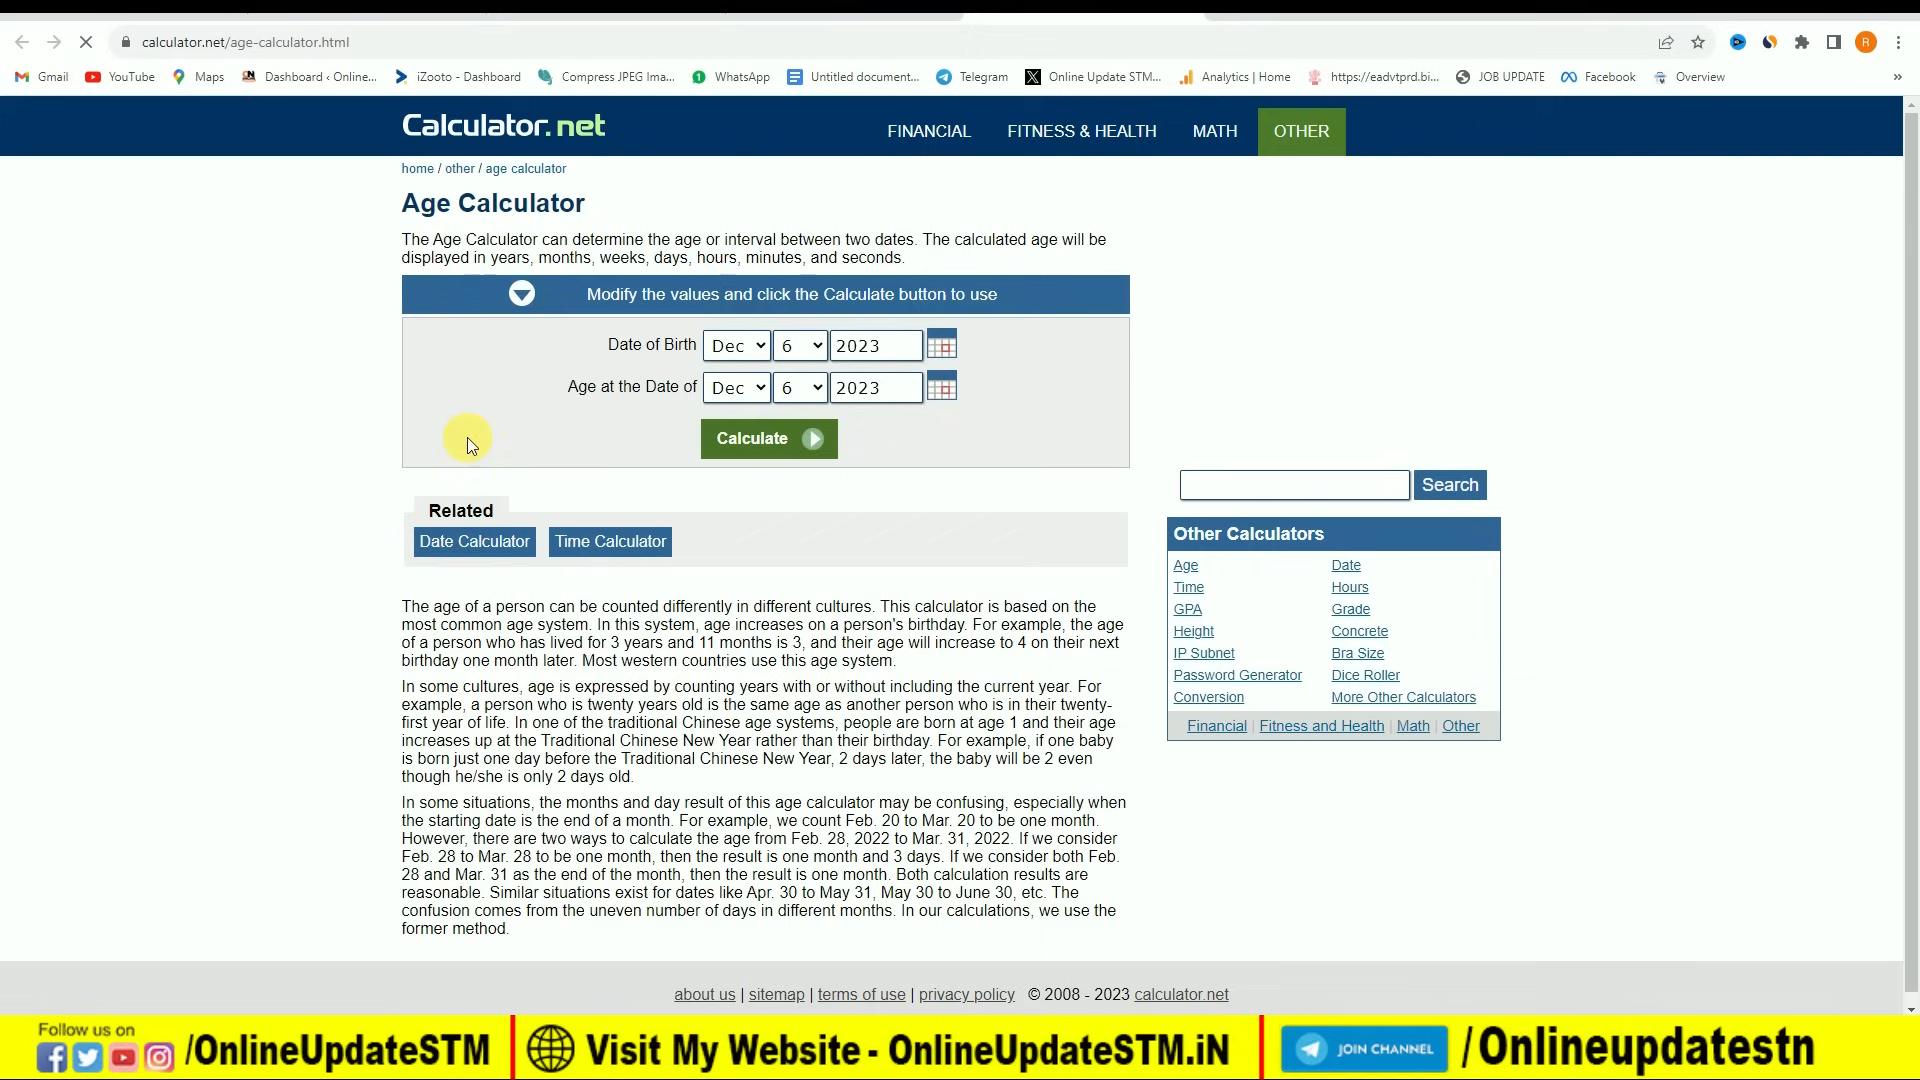 calculator.net/age-calculator.html
R
Gmail YouTube Maps Dashboard ‹ Online... iZooto - Dashboard Compress JPEG Ima... WhatsApp Untitled document... Telegram Online Update STM... Analytics | Home https://eadvtprd.bi... JOB UPDATE Facebook Overview »
Calculator.net
FINANCIAL FITNESS & HEALTH MATH OTHER
home / other / age calculator
Age Calculator
The Age Calculator can determine the age or interval between two dates. The calculated age will be
displayed in years, months, weeks, days, hours, minutes, and seconds.
Modify the values and click the Calculate button to use
Date of Birth Dec 6 2023
Age at the Date of Dec 6 2023
Calculate
Related
Date Calculator Time Calculator
The age of a person can be counted differently in different cultures. This calculator is based on the
most common age system. In this system, age increases on a person's birthday. For example, the age
of a person who has lived for 3 years and 11 months is 3, and their age will increase to 4 on their next
birthday one month later. Most western countries use this age system.
In some cultures, age is expressed by counting years with or without including the current year. For
example, a person who is twenty years old is the same age as another person who is in their twenty-
first year of life. In one of the traditional Chinese age systems, people are born at age 1 and their age
increases up at the Traditional Chinese New Year rather than their birthday. For example, if one baby
is born just one day before the Traditional Chinese New Year, 2 days later, the baby will be 2 even
though he/she is only 2 days old.
In some situations, the months and day result of this age calculator may be confusing, especially when
the starting date is the end of a month. For example, we count Feb. 20 to Mar. 20 to be one month.
However, there are two ways to calculate the age from Feb. 28, 2022 to Mar. 31, 2022. If we consider
Feb. 28 to Mar. 28 to be one month, then the result is one month and 3 days. If we consider both Feb.
28 and Mar. 31 as the end of the month, then the result is one month. Both calculation results are
reasonable. Similar situations exist for dates like Apr. 30 to May 31, May 30 to June 30, etc. The
confusion comes from the uneven number of days in different months. In our calculations, we use the
former method.
Search
Other Calculators
Age Date
Time Hours
GPA Grade
Height Concrete
IP Subnet Bra Size
Password Generator Dice Roller
Conversion More Other Calculators
Financial | Fitness and Health | Math | Other
about us | sitemap | terms of use | privacy policy © 2008 - 2023 calculator.net
Follow us on
/OnlineUpdateSTM
Visit My Website - OnlineUpdateSTM.iN
JOIN CHANNEL /Onlineupdatestn